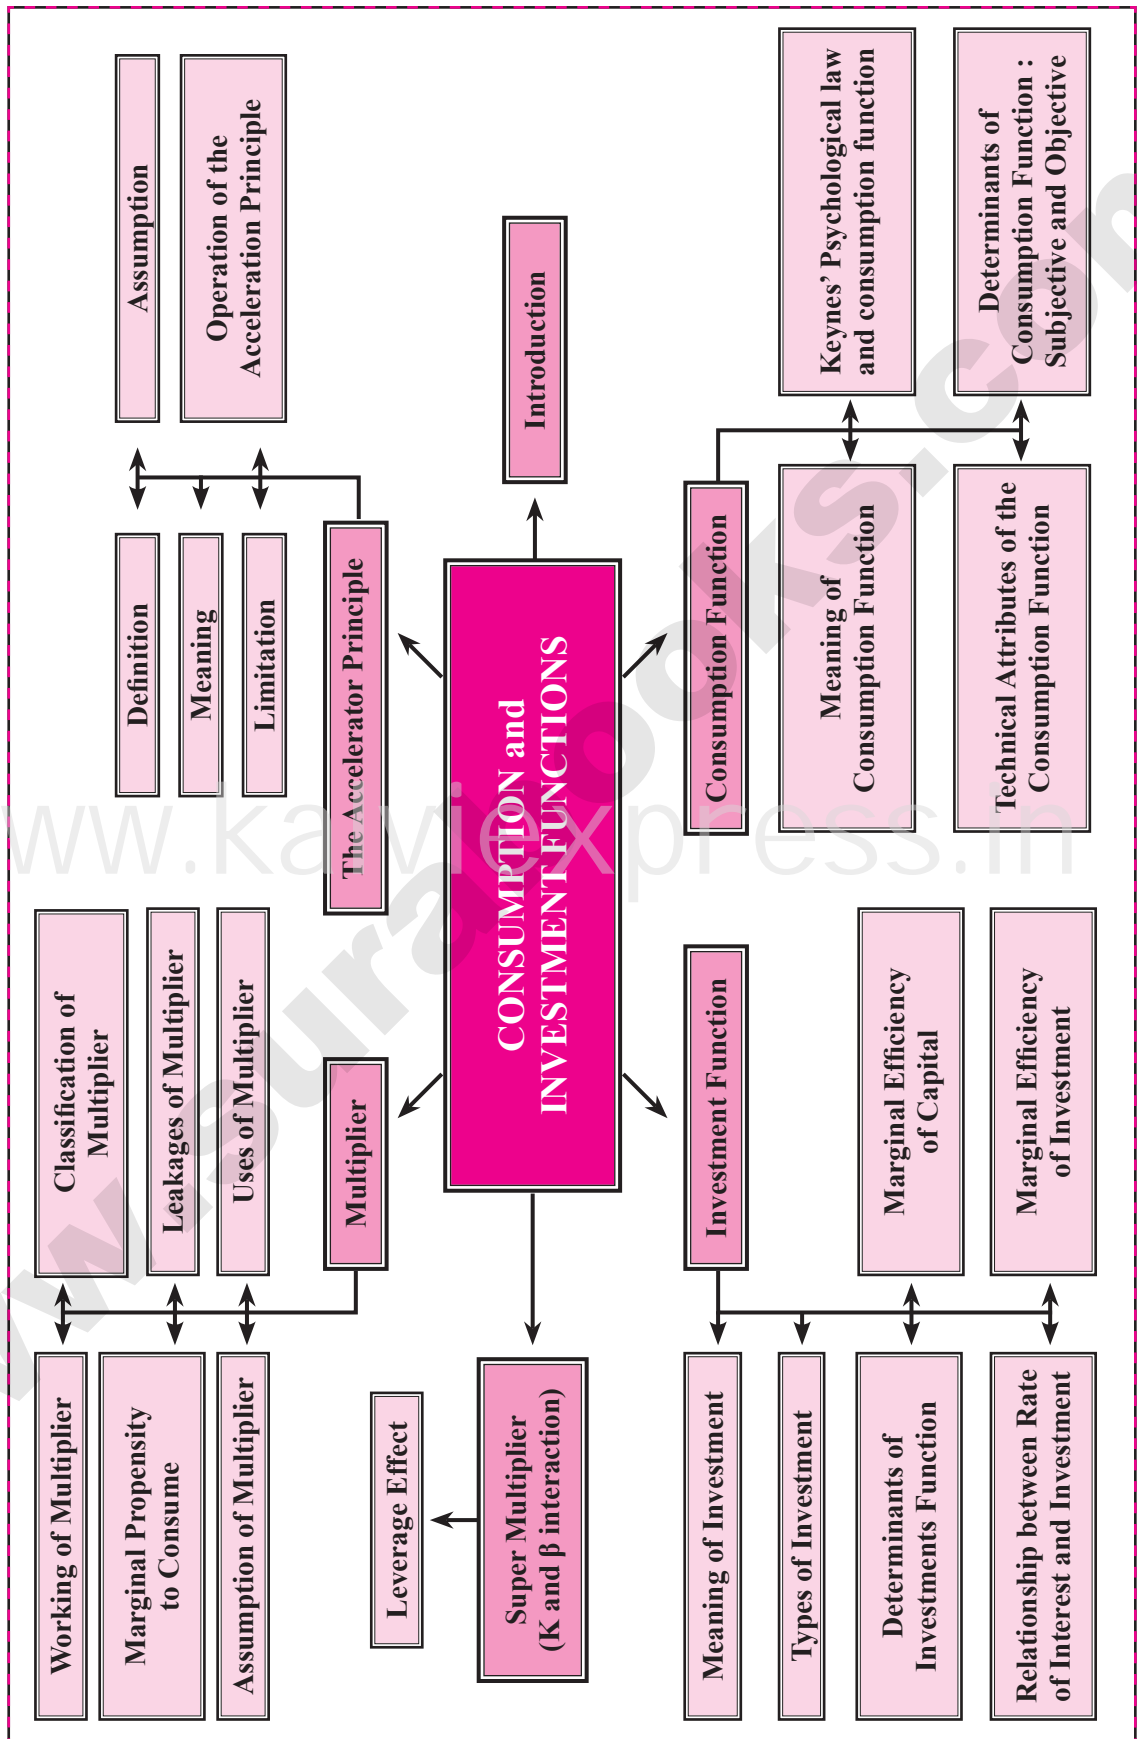 Working of Multiplier
Marginal Propensity
to Consume
Assumption of Multiplier
Classification of
Multiplier
Leakages of Multiplier
Uses of Multiplier
Multiplier
Definition
Meaning
Limitation
Assumption
Operation of the
Acceleration Principle
The Accelerator Principle
Leverage Effect
Super Multiplier
(K and β interaction)
CONSUMPTION and
INVESTMENT FUNCTIONS
Introduction
Investment Function
Meaning of Investment
Types of Investment
Determinants of
Investments Function
Relationship between Rate
of Interest and Investment
Marginal Efficiency
of Capital
Marginal Efficiency
of Investment
Consumption Function
Meaning of
Consumption Function
Technical Attributes of the
Consumption Function
Keynes’ Psychological law
and consumption function
Determinants of
Consumption Function :
Subjective and Objective
www.kalviexpress.in
www.surabooks.com